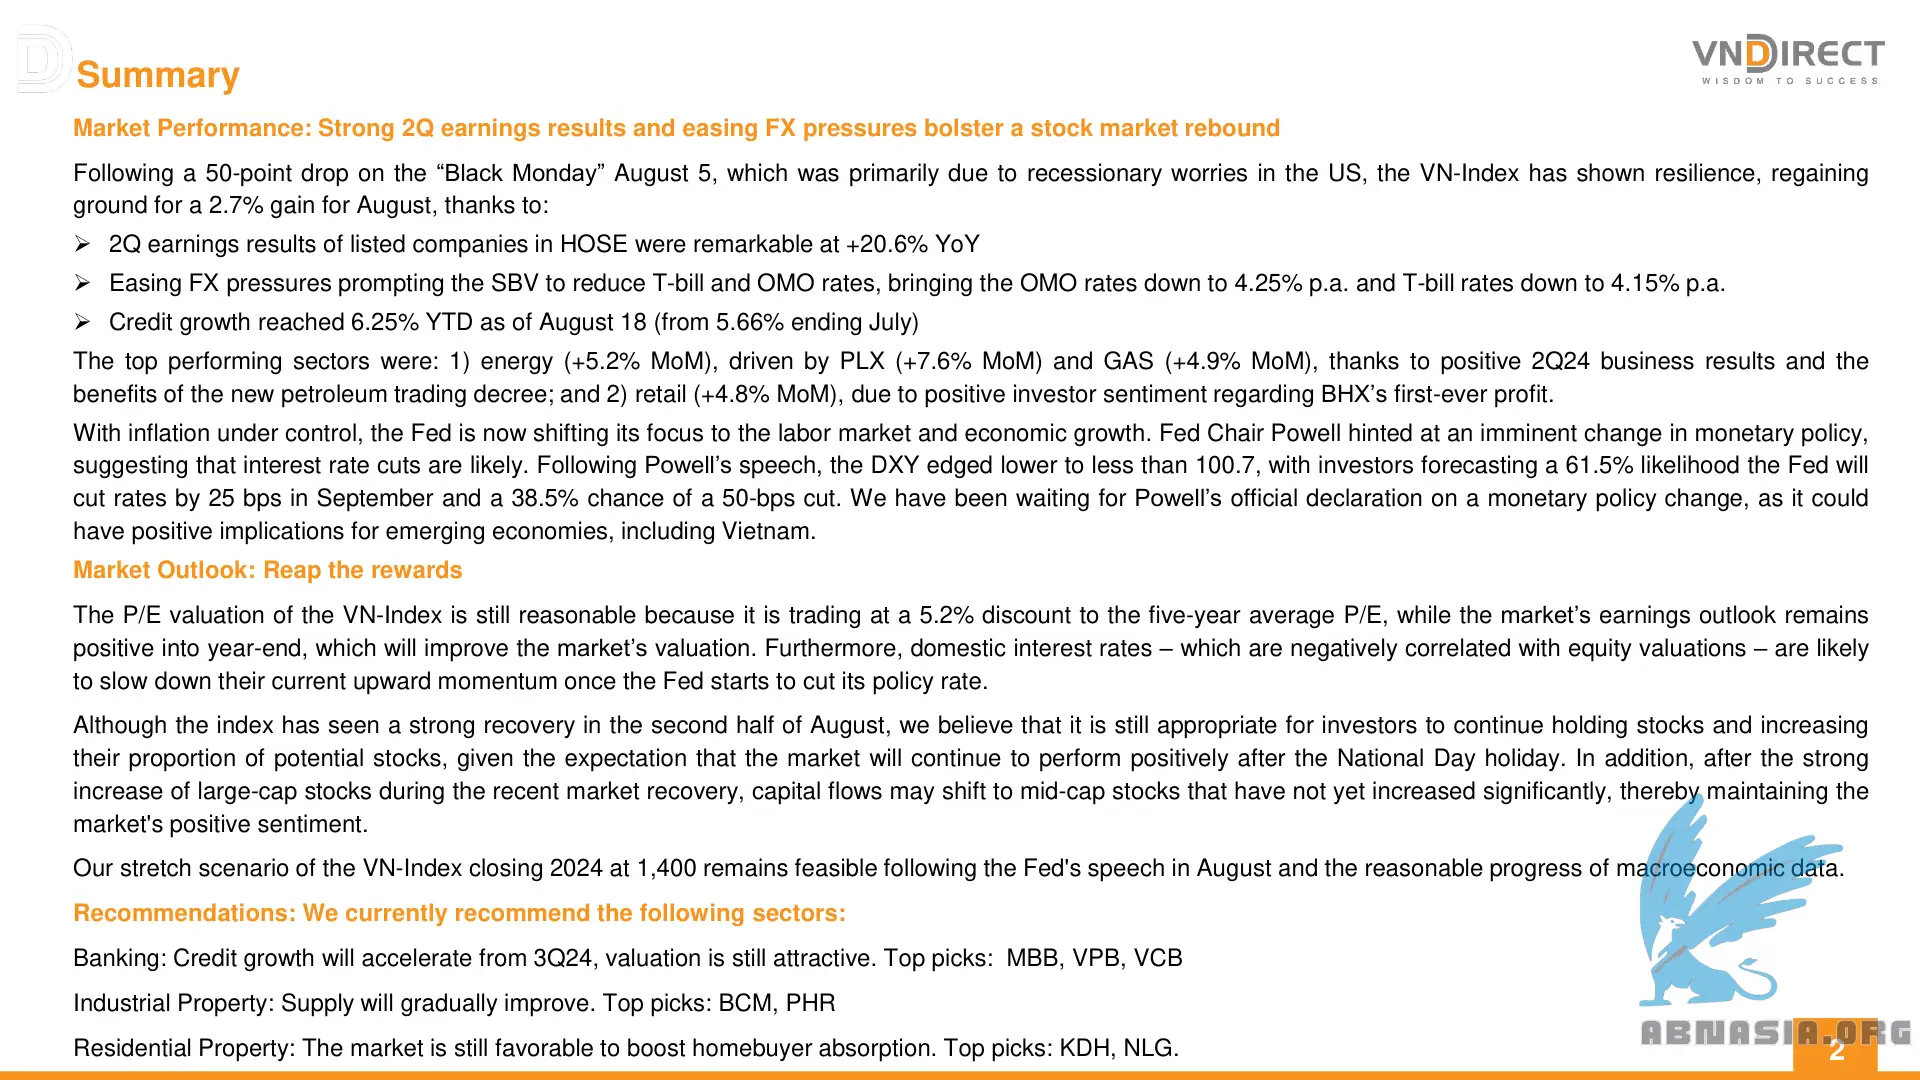 Summary
VNDIRECT
WISDOM TO SUCCESS
Market Performance: Strong 2Q earnings results and easing FX pressures bolster a stock market rebound
Following a 50-point drop on the “Black Monday” August 5, which was primarily due to recessionary worries in the US, the VN-Index has shown resilience, regaining
ground for a 2.7% gain for August, thanks to:
➢ 2Q earnings results of listed companies in HOSE were remarkable at +20.6% YoY
➢ Easing FX pressures prompting the SBV to reduce T-bill and OMO rates, bringing the OMO rates down to 4.25% p.a. and T-bill rates down to 4.15% p.a.
➢ Credit growth reached 6.25% YTD as of August 18 (from 5.66% ending July)
The top performing sectors were: 1) energy (+5.2% MoM), driven by PLX (+7.6% MoM) and GAS (+4.9% MoM), thanks to positive 2Q24 business results and the
benefits of the new petroleum trading decree; and 2) retail (+4.8% MoM), due to positive investor sentiment regarding BHX’s first-ever profit.
With inflation under control, the Fed is now shifting its focus to the labor market and economic growth. Fed Chair Powell hinted at an imminent change in monetary policy,
suggesting that interest rate cuts are likely. Following Powell’s speech, the DXY edged lower to less than 100.7, with investors forecasting a 61.5% likelihood the Fed will
cut rates by 25 bps in September and a 38.5% chance of a 50-bps cut. We have been waiting for Powell’s official declaration on a monetary policy change, as it could
have positive implications for emerging economies, including Vietnam.
Market Outlook: Reap the rewards
The P/E valuation of the VN-Index is still reasonable because it is trading at a 5.2% discount to the five-year average P/E, while the market’s earnings outlook remains
positive into year-end, which will improve the market’s valuation. Furthermore, domestic interest rates – which are negatively correlated with equity valuations – are likely
to slow down their current upward momentum once the Fed starts to cut its policy rate.
Although the index has seen a strong recovery in the second half of August, we believe that it is still appropriate for investors to continue holding stocks and increasing
their proportion of potential stocks, given the expectation that the market will continue to perform positively after the National Day holiday. In addition, after the strong
increase of large-cap stocks during the recent market recovery, capital flows may shift to mid-cap stocks that have not yet increased significantly, thereby maintaining the
market's positive sentiment.
Our stretch scenario of the VN-Index closing 2024 at 1,400 remains feasible following the Fed's speech in August and the reasonable progress of macroeconomic data.
Recommendations: We currently recommend the following sectors:
Banking: Credit growth will accelerate from 3Q24, valuation is still attractive. Top picks: MBB, VPB, VCB
Industrial Property: Supply will gradually improve. Top picks: BCM, PHR
Residential Property: The market is still favorable to boost homebuyer absorption. Top picks: KDH, NLG.
ABNASIA.ORG
2